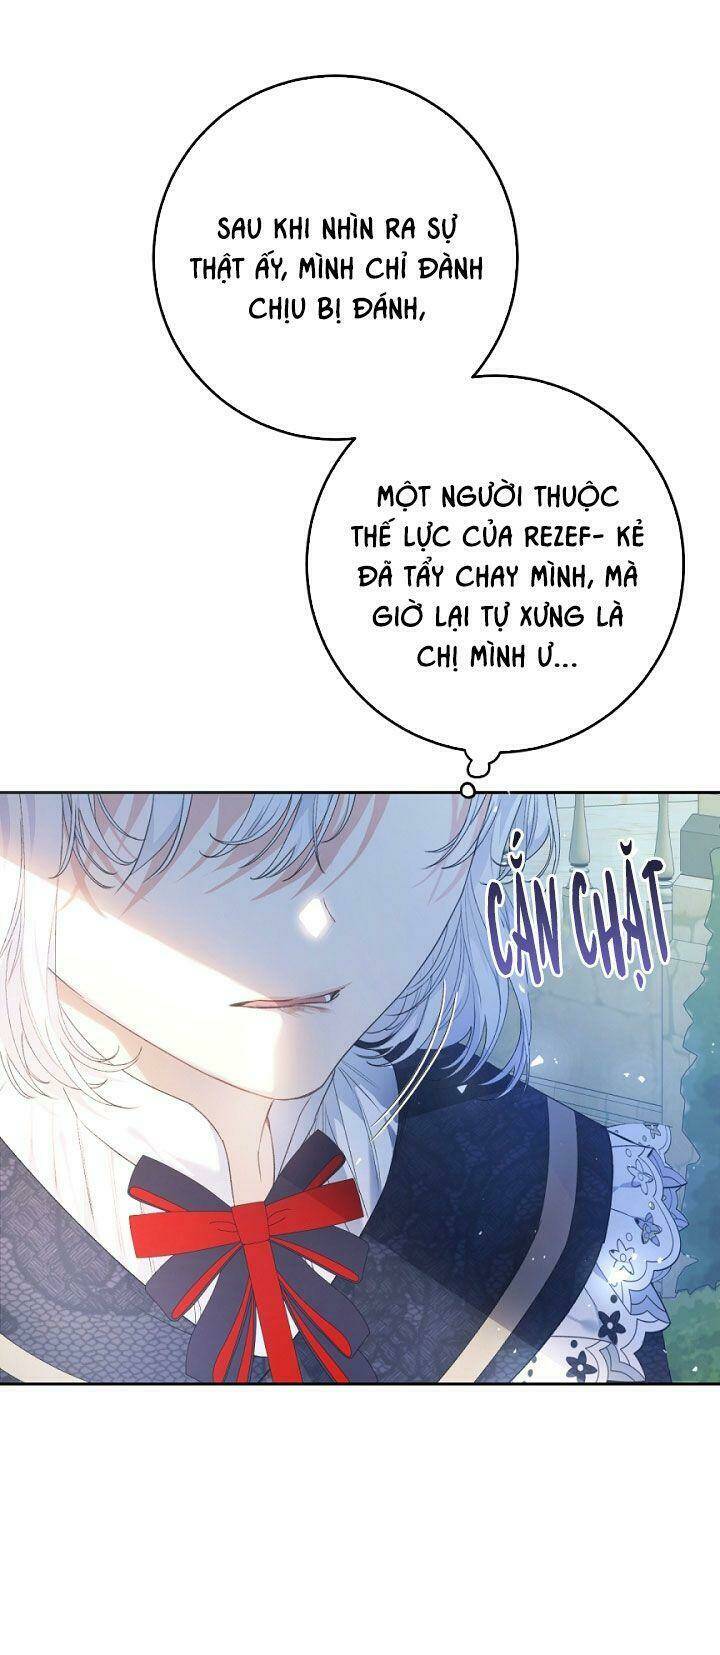 SAU KHI NHÌN RA SỰ
THẬT ẤY, MÌNH CHỈ ĐÀNH
CHỊU BỊ ĐÁNH,
MỘT NGƯỜI THUỘC
THẾ LỰC CỦA REZEF- KẺ
ĐÃ TẨY CHAY MÌNH, MÀ
GIỜ LẠI TỰ XƯNG LÀ
CHỊ MÌNH Ư...
CẮN CHẶT